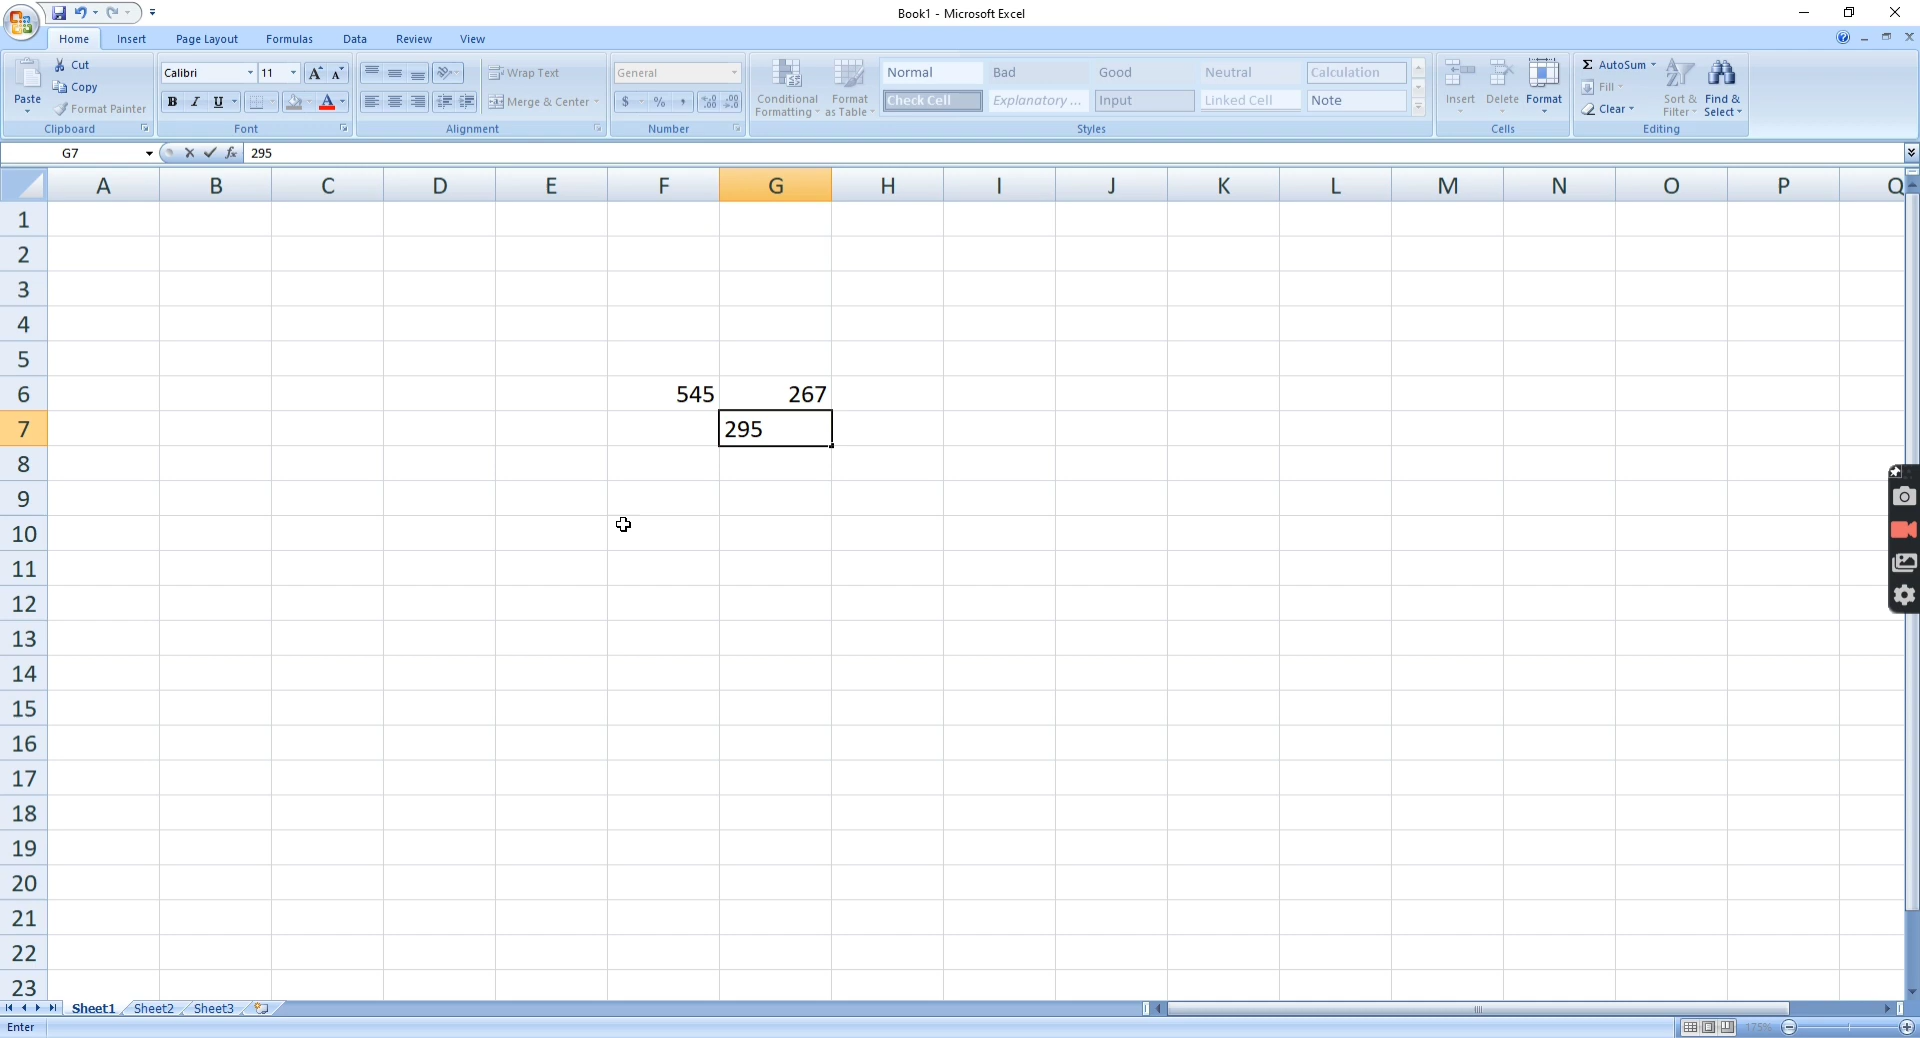 Book1 - Microsoft Excel
Home Insert Page Layout Formulas Data Review View
Paste
Cut
Copy
Format Painter
Clipboard
Calibri 11 A A
B I U A
Font
Wrap Text
Merge & Center
Alignment
General
$ % , .00 .00
Number
Conditional Formatting
Format as Table
Normal Bad Good Neutral Calculation
Check Cell Explanatory ... Input Linked Cell Note
Styles
Insert Delete Format
Cells
Σ AutoSum
Fill
Clear
Sort & Filter
Find & Select
Editing
G7 fx 295
A B C D E F G H I J K L M N O P Q
1
2
3
4
5
6 545 267
7 295
8
9
10
11
12
13
14
15
16
17
18
19
20
21
22
23
Sheet1 Sheet2 Sheet3
Enter 175%